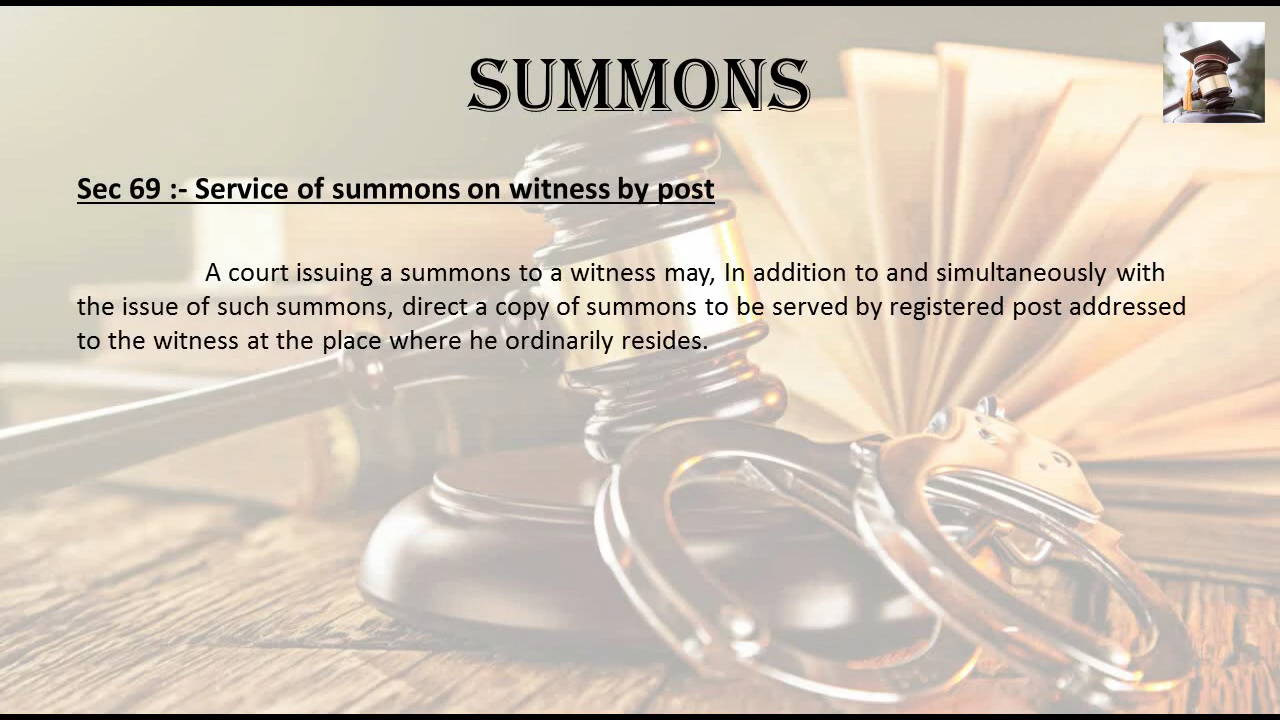 SUMMONS
Sec 69 :- Service of summons on witness by post
A court issuing a summons to a witness may, In addition to and simultaneously with
the issue of such summons, direct a copy of summons to be served by registered post addressed
to the witness at the place where he ordinarily resides.